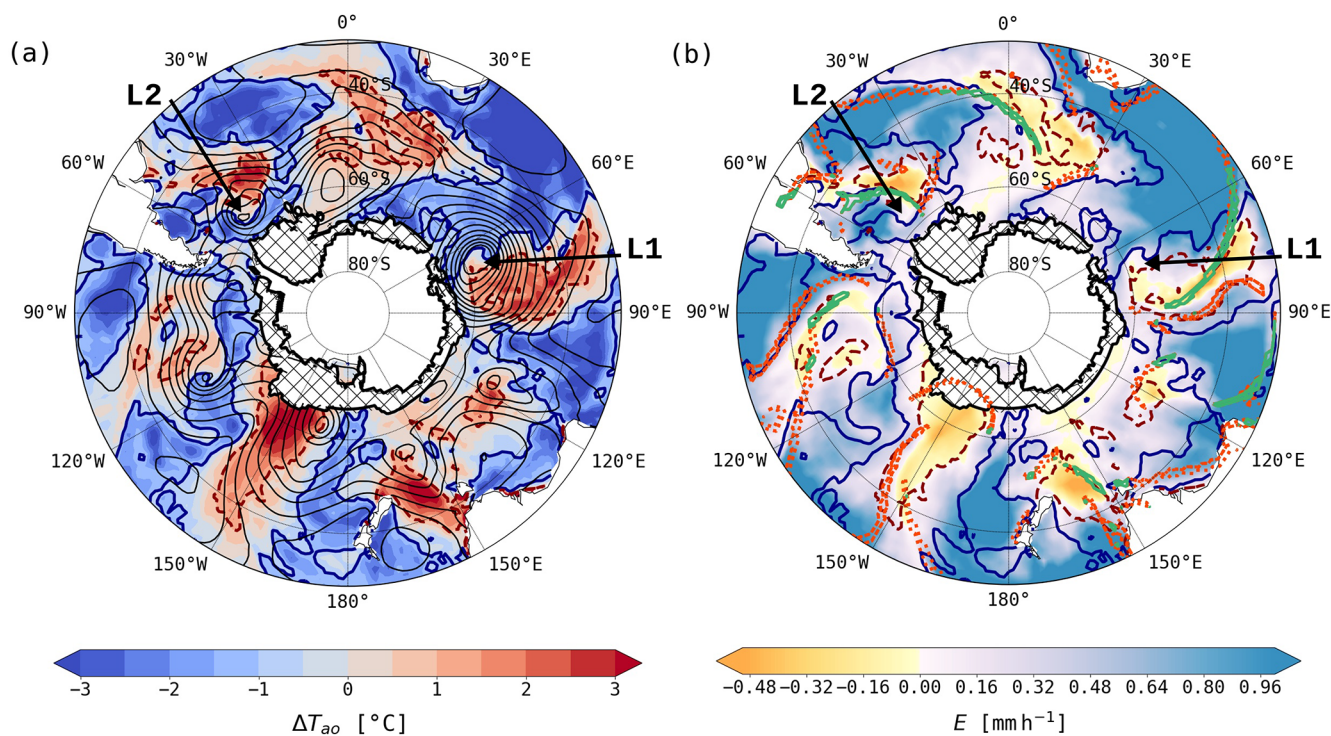 (a)
0°
30°W
30°E
L2
40°S
60°W
60°E
60°S
L1
80°S
90°W
90°E
120°W
120°E
150°W
150°E
180°
−3
−2
−1
0
1
2
3
ΔTao [°C]
(b)
0°
30°W
30°E
L2
40°S
60°W
60°E
60°S
L1
80°S
90°W
90°E
120°W
120°E
150°W
150°E
180°
−0.48
−0.32
−0.16
0.00
0.16
0.32
0.48
0.64
0.80
0.96
E [mm h−1]